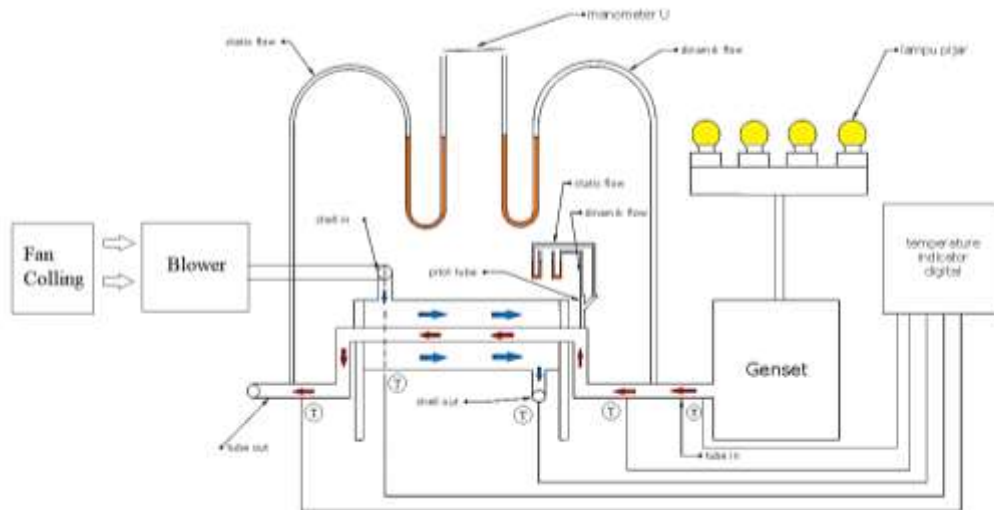 manometer U
static flow
dinamik flow
lampu pijar
static flow
dinamik flow
shell in
Fan
Colling
Blower
pitot tube
temperature
indicator
digital
Genset
T
T
T
T
T
shell out
tube out
tube in